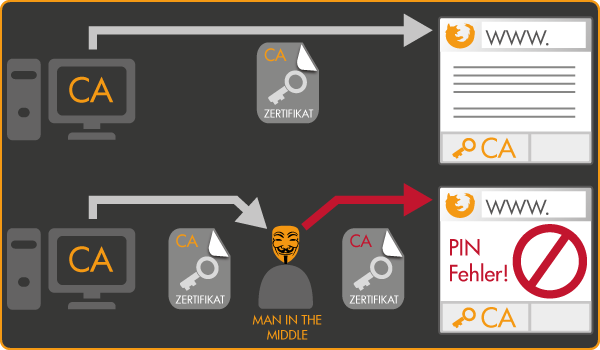 CA
CA
ZERTIFIKAT
WWW.
CA
CA
CA
ZERTIFIKAT
MAN IN THE
MIDDLE
CA
ZERTIFIKAT
WWW.
PIN
Fehler!
CA